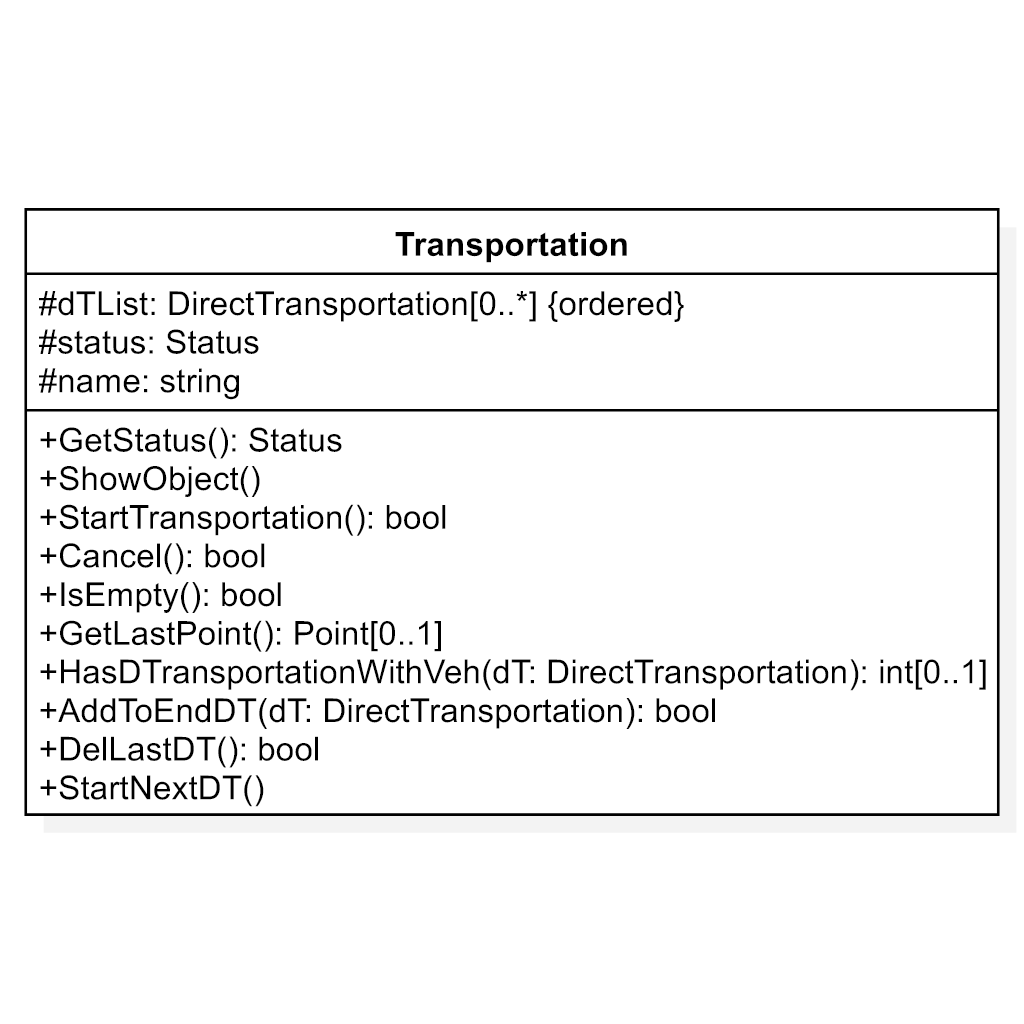 Transportation
#dTList: DirectTransportation[0..*] {ordered}
#status: Status
#name: string
+GetStatus(): Status
+ShowObject()
+StartTransportation(): bool
+Cancel(): bool
+IsEmpty(): bool
+GetLastPoint(): Point[0..1]
+HasDTransportationWithVeh(dT: DirectTransportation): int[0..1]
+AddToEndDT(dT: DirectTransportation): bool
+DelLastDT(): bool
+StartNextDT()